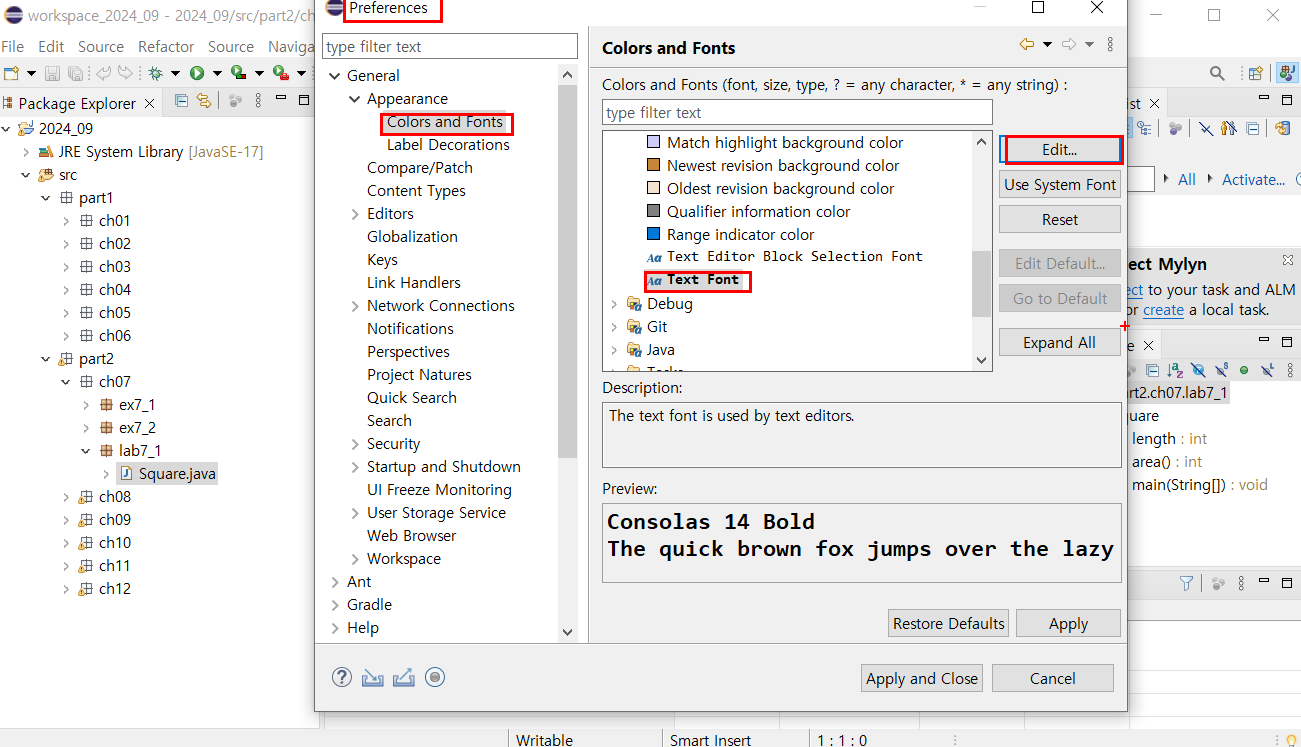 workspace_2024_09 - 2024_09/src/part2/ch
File Edit Source Refactor Source Naviga
Package Explorer
2024_09
JRE System Library [JavaSE-17]
src
part1
ch01
ch02
ch03
ch04
ch05
ch06
part2
ch07
ex7_1
ex7_2
lab7_1
Square.java
ch08
ch09
ch10
ch11
ch12
Preferences
type filter text
General
Appearance
Colors and Fonts
Label Decorations
Compare/Patch
Content Types
Editors
Globalization
Keys
Link Handlers
Network Connections
Notifications
Perspectives
Project Natures
Quick Search
Search
Security
Startup and Shutdown
UI Freeze Monitoring
User Storage Service
Web Browser
Workspace
Ant
Gradle
Help
Colors and Fonts
Colors and Fonts (font, size, type, ? = any character, * = any string) :
type filter text
Match highlight background color
Newest revision background color
Oldest revision background color
Qualifier information color
Range indicator color
Aa Text Editor Block Selection Font
Aa Text Font
Debug
Git
Java
Edit...
Use System Font
Reset
Edit Default...
Go to Default
Expand All
Description:
The text font is used by text editors.
Preview:
Consolas 14 Bold
The quick brown fox jumps over the lazy
Restore Defaults
Apply
Apply and Close
Cancel
ist
All
Activate...
ect Mylyn
ect to your task and ALM
or create a local task.
e
art2.ch07.lab7_1
uare
length : int
area() : int
main(String[]) : void
Writable
Smart Insert
1 : 1 : 0